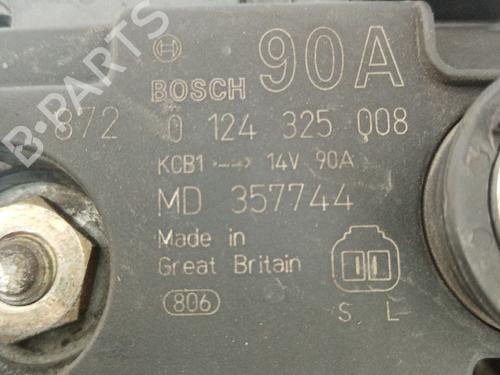 BOSCH 90A
872 0 124 325 008
KCB1 --> 14V 90A
MD 357744
Made in
Great Britain
806
S L
B-PARTS